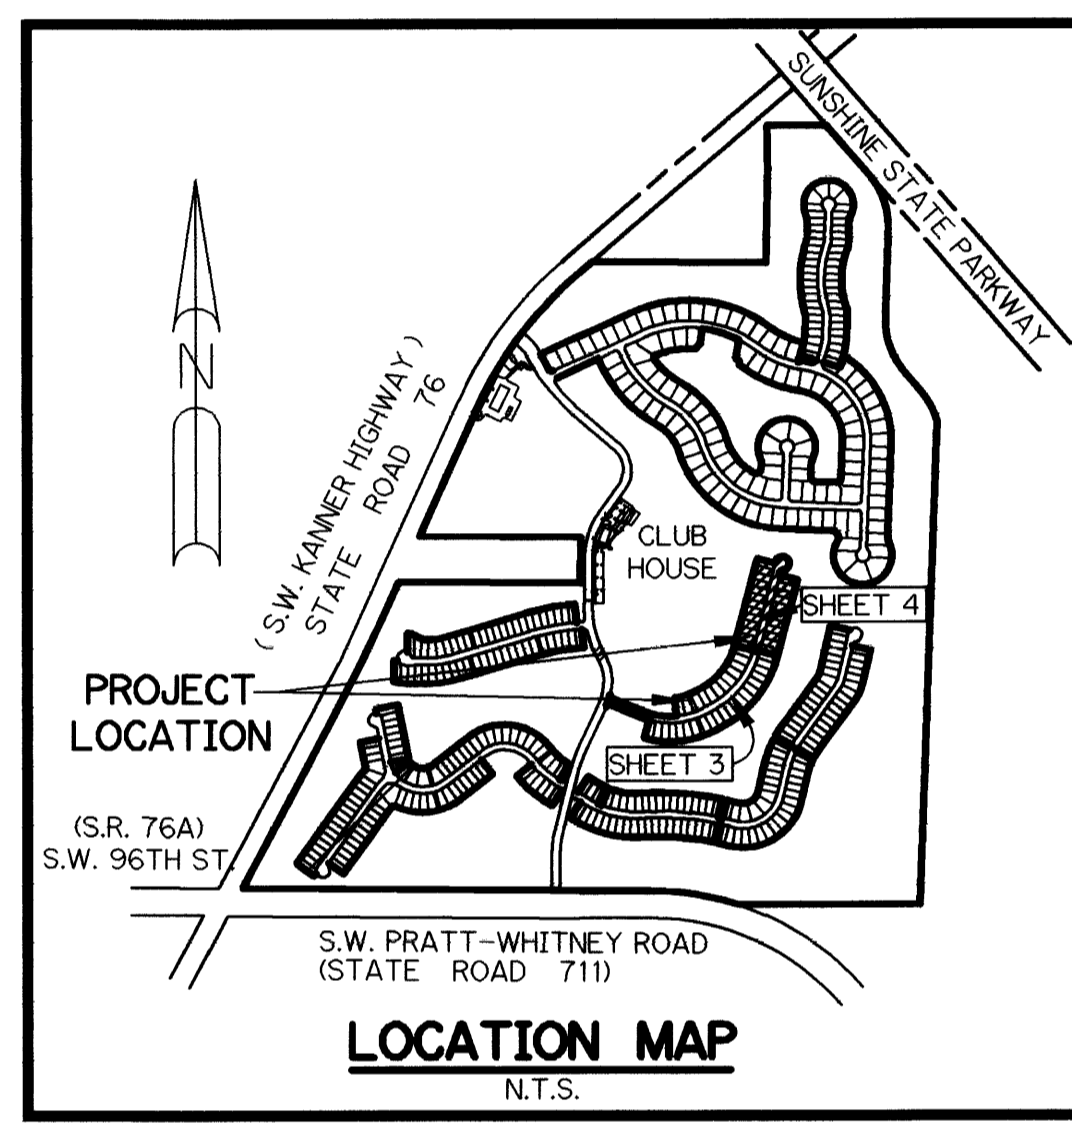 SUNSHINE STATE PARKWAY
N
( S.W. KANNER HIGHWAY )
STATE ROAD 76
CLUB
HOUSE
SHEET 4
PROJECT
LOCATION
SHEET 3
(S.R. 76A)
S.W. 96TH ST.
S.W. PRATT-WHITNEY ROAD
(STATE ROAD 711)
LOCATION MAP
N.T.S.